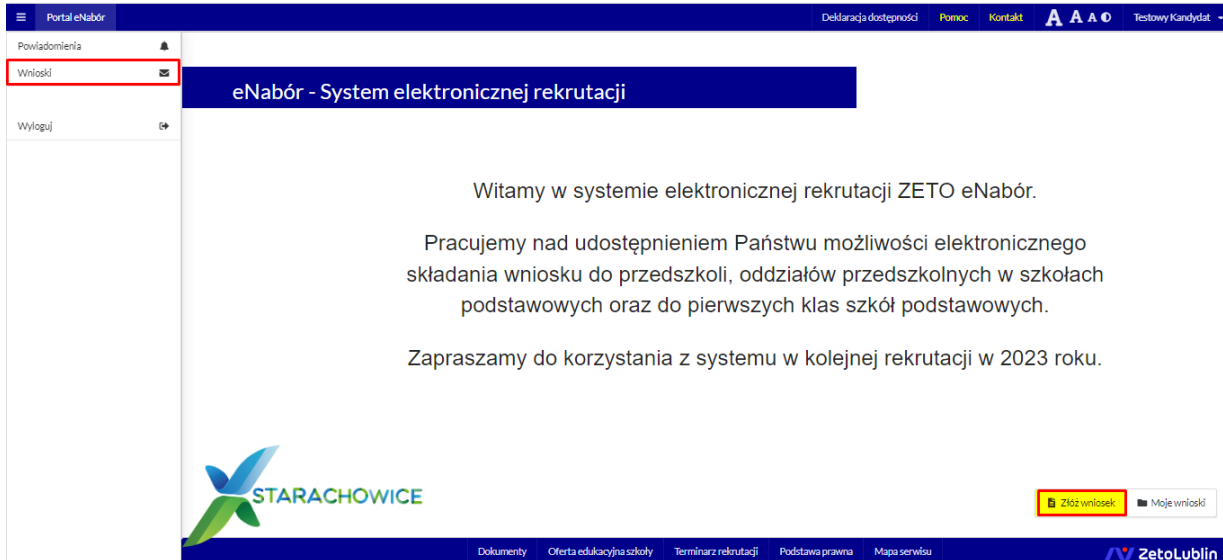 Portal eNabór
Deklaracja dostępności Pomoc Kontakt A A A Testowy Kandydat
Powiadomienia
Wnioski
Wyloguj
eNabór - System elektronicznej rekrutacji
Witamy w systemie elektronicznej rekrutacji ZETO eNabór.
Pracujemy nad udostępnieniem Państwu możliwości elektronicznego
składania wniosku do przedszkoli, oddziałów przedszkolnych w szkołach
podstawowych oraz do pierwszych klas szkół podstawowych.
Zapraszamy do korzystania z systemu w kolejnej rekrutacji w 2023 roku.
STARACHOWICE
Złóż wniosek Moje wnioski
Dokumenty Oferta edukacyjna szkoły Terminarz rekrutacji Podstawa prawna Mapa serwisu ZetoLublin